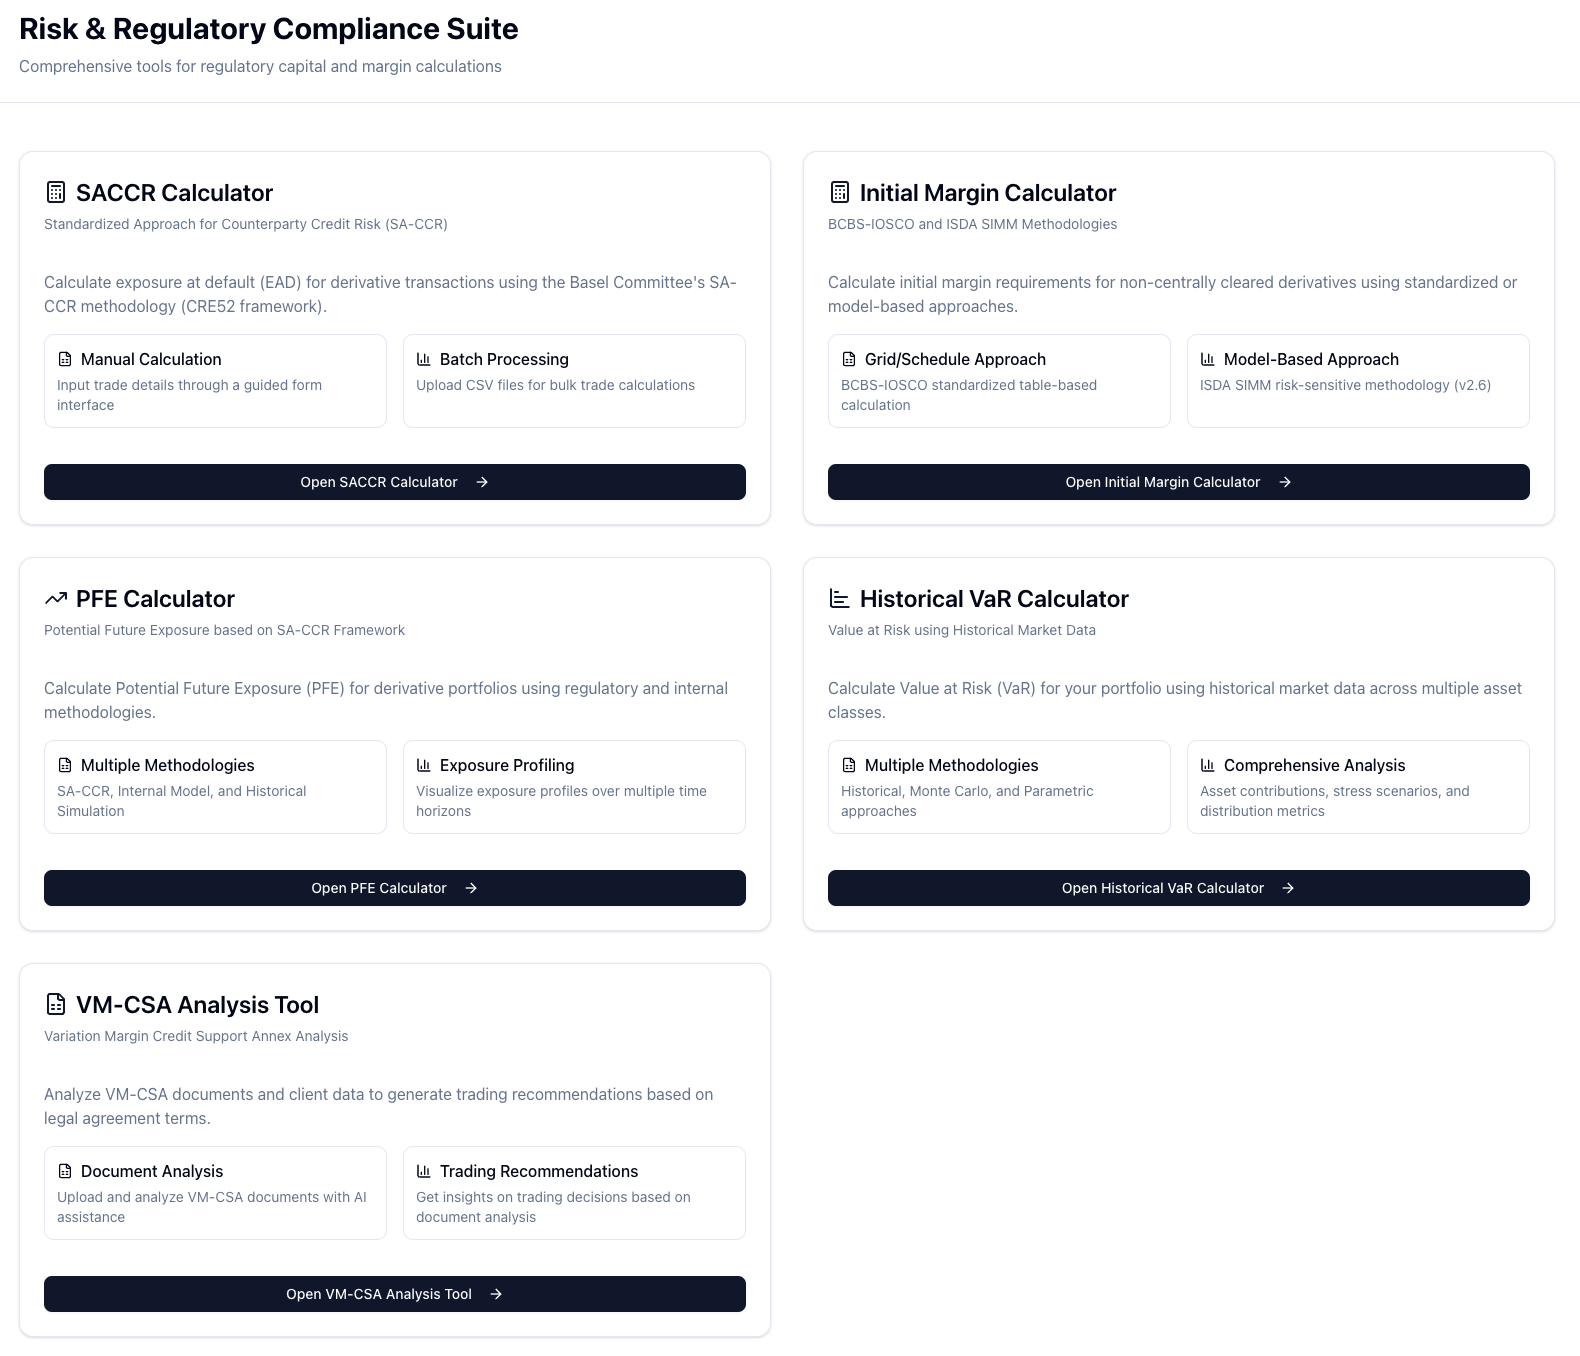 Risk & Regulatory Compliance Suite
Comprehensive tools for regulatory capital and margin calculations
SACCR Calculator
Standardized Approach for Counterparty Credit Risk (SA-CCR)
Calculate exposure at default (EAD) for derivative transactions using the Basel Committee's SA-
CCR methodology (CRE52 framework).
Manual Calculation
Input trade details through a guided form
interface
Batch Processing
Upload CSV files for bulk trade calculations
Open SACCR Calculator
Initial Margin Calculator
BCBS-IOSCO and ISDA SIMM Methodologies
Calculate initial margin requirements for non-centrally cleared derivatives using standardized or
model-based approaches.
Grid/Schedule Approach
BCBS-IOSCO standardized table-based
calculation
Model-Based Approach
ISDA SIMM risk-sensitive methodology (v2.6)
Open Initial Margin Calculator
PFE Calculator
Potential Future Exposure based on SA-CCR Framework
Calculate Potential Future Exposure (PFE) for derivative portfolios using regulatory and internal
methodologies.
Multiple Methodologies
SA-CCR, Internal Model, and Historical
Simulation
Exposure Profiling
Visualize exposure profiles over multiple time
horizons
Open PFE Calculator
Historical VaR Calculator
Value at Risk using Historical Market Data
Calculate Value at Risk (VaR) for your portfolio using historical market data across multiple asset
classes.
Multiple Methodologies
Historical, Monte Carlo, and Parametric
approaches
Comprehensive Analysis
Asset contributions, stress scenarios, and
distribution metrics
Open Historical VaR Calculator
VM-CSA Analysis Tool
Variation Margin Credit Support Annex Analysis
Analyze VM-CSA documents and client data to generate trading recommendations based on
legal agreement terms.
Document Analysis
Upload and analyze VM-CSA documents with AI
assistance
Trading Recommendations
Get insights on trading decisions based on
document analysis
Open VM-CSA Analysis Tool